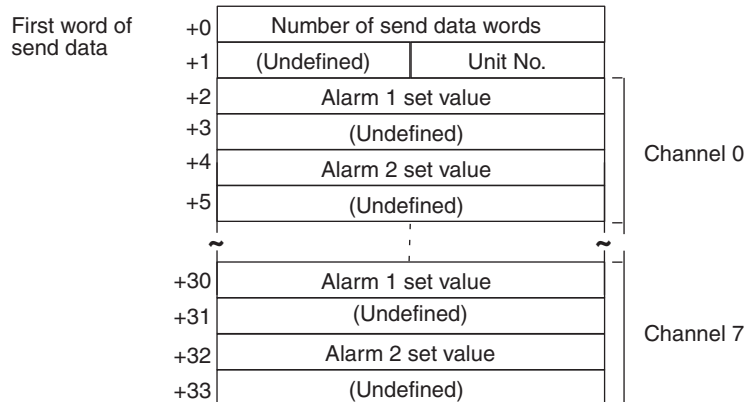 First word of
send data
+0 Number of send data words
+1 (Undefined) Unit No.
+2 Alarm 1 set value
+3 (Undefined)
+4 Alarm 2 set value
+5 (Undefined)
Channel 0
~ ~
+30 Alarm 1 set value
+31 (Undefined)
+32 Alarm 2 set value
+33 (Undefined)
Channel 7